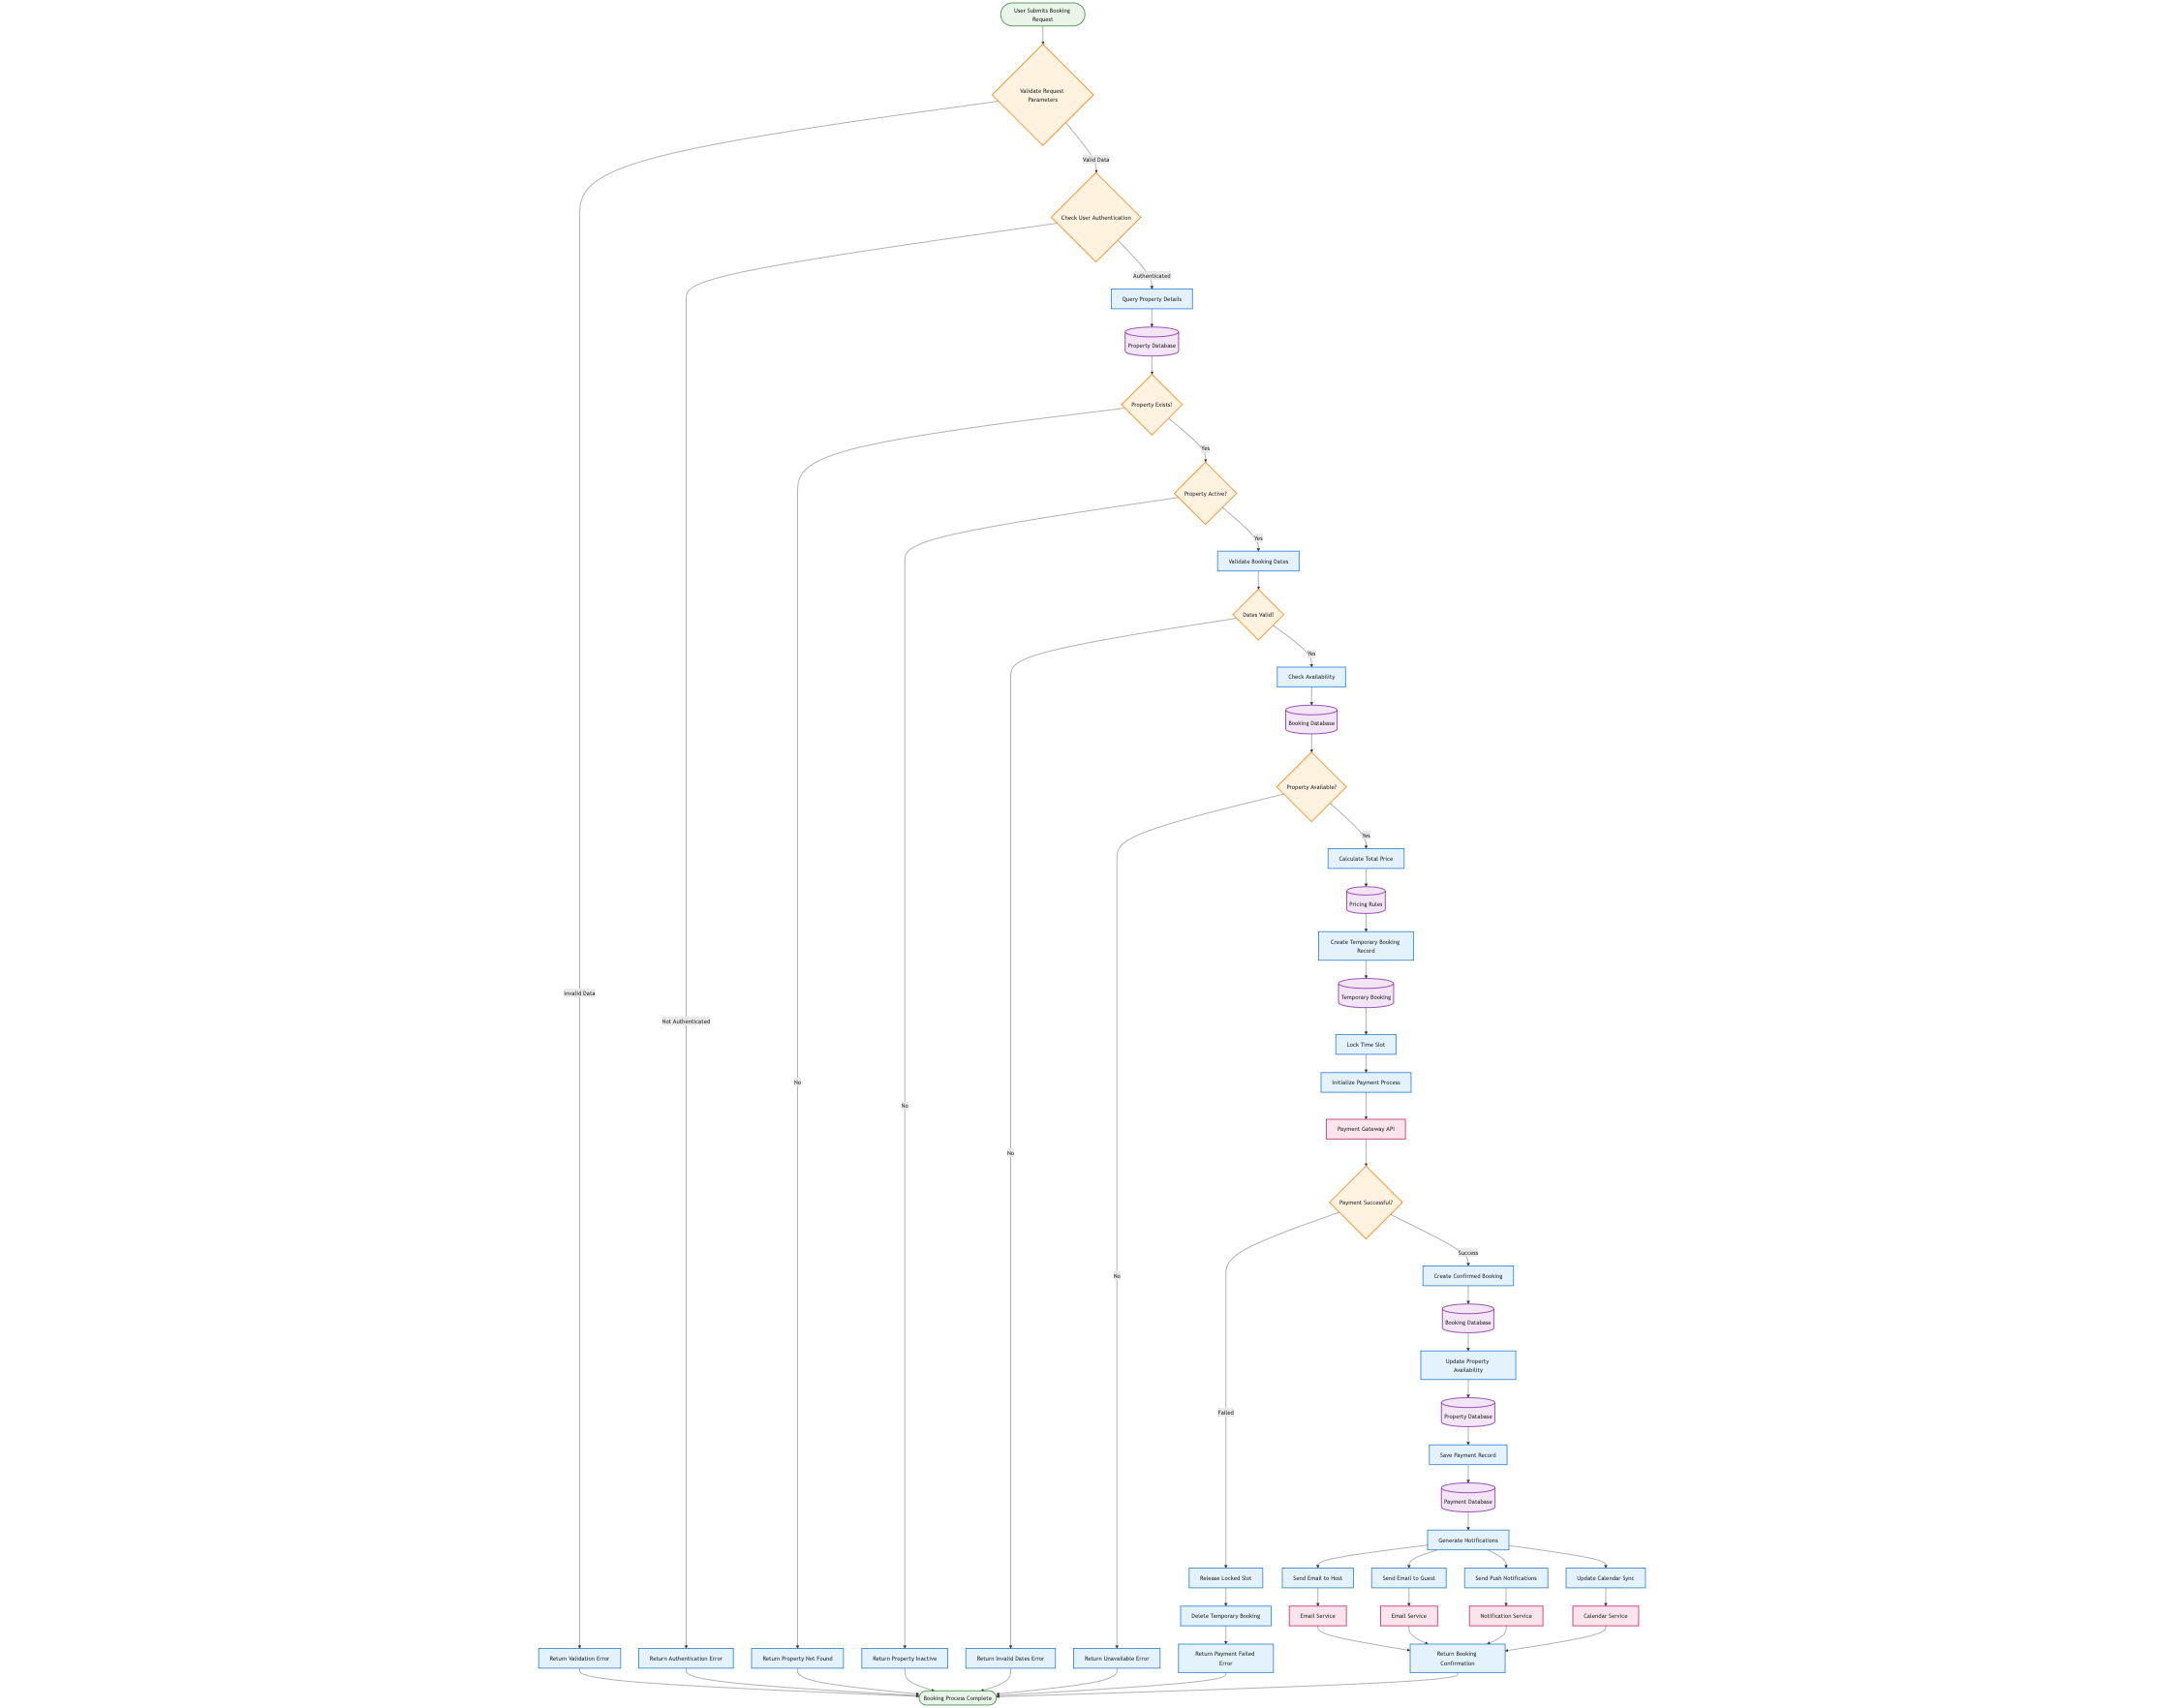 User Submits Booking
Request
Validate Request
Parameters
Valid Data
Check User Authentication
Authenticated
Query Property Details
Property Database
Property Exists?
Yes
Property Active?
Yes
Validate Booking Dates
Dates Valid?
Yes
Check Availability
Booking Database
Property Available?
Yes
Calculate Total Price
Pricing Rules
Create Temporary Booking
Record
Temporary Booking
Invalid Data
Not Authenticated
Lock Time Slot
Initialize Payment Process
No
No
Payment Gateway API
No
Payment Successful?
Success
No
Create Confirmed Booking
Booking Database
Update Property
Availability
Property Database
Failed
Save Payment Record
Payment Database
Generate Notifications
Release Locked Slot
Send Email to Host
Send Email to Guest
Send Push Notifications
Update Calendar Sync
Delete Temporary Booking
Email Service
Email Service
Notification Service
Calendar Service
Return Validation Error
Return Authentication Error
Return Property Not Found
Return Property Inactive
Return Invalid Dates Error
Return Unavailable Error
Return Payment Failed
Error
Return Booking
Confirmation
Booking Process Complete